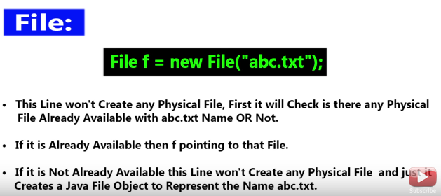 File:
File f = new File("abc.txt");
• This Line won't Create any Physical File, First it will Check is there any Physical
File Already Available with abc.txt Name OR Not.
• If it is Already Available then f pointing to that File.
• If it is Not Already Available this Line won't Create any Physical File and just it
Creates a Java File Object to Represent the Name abc.txt.